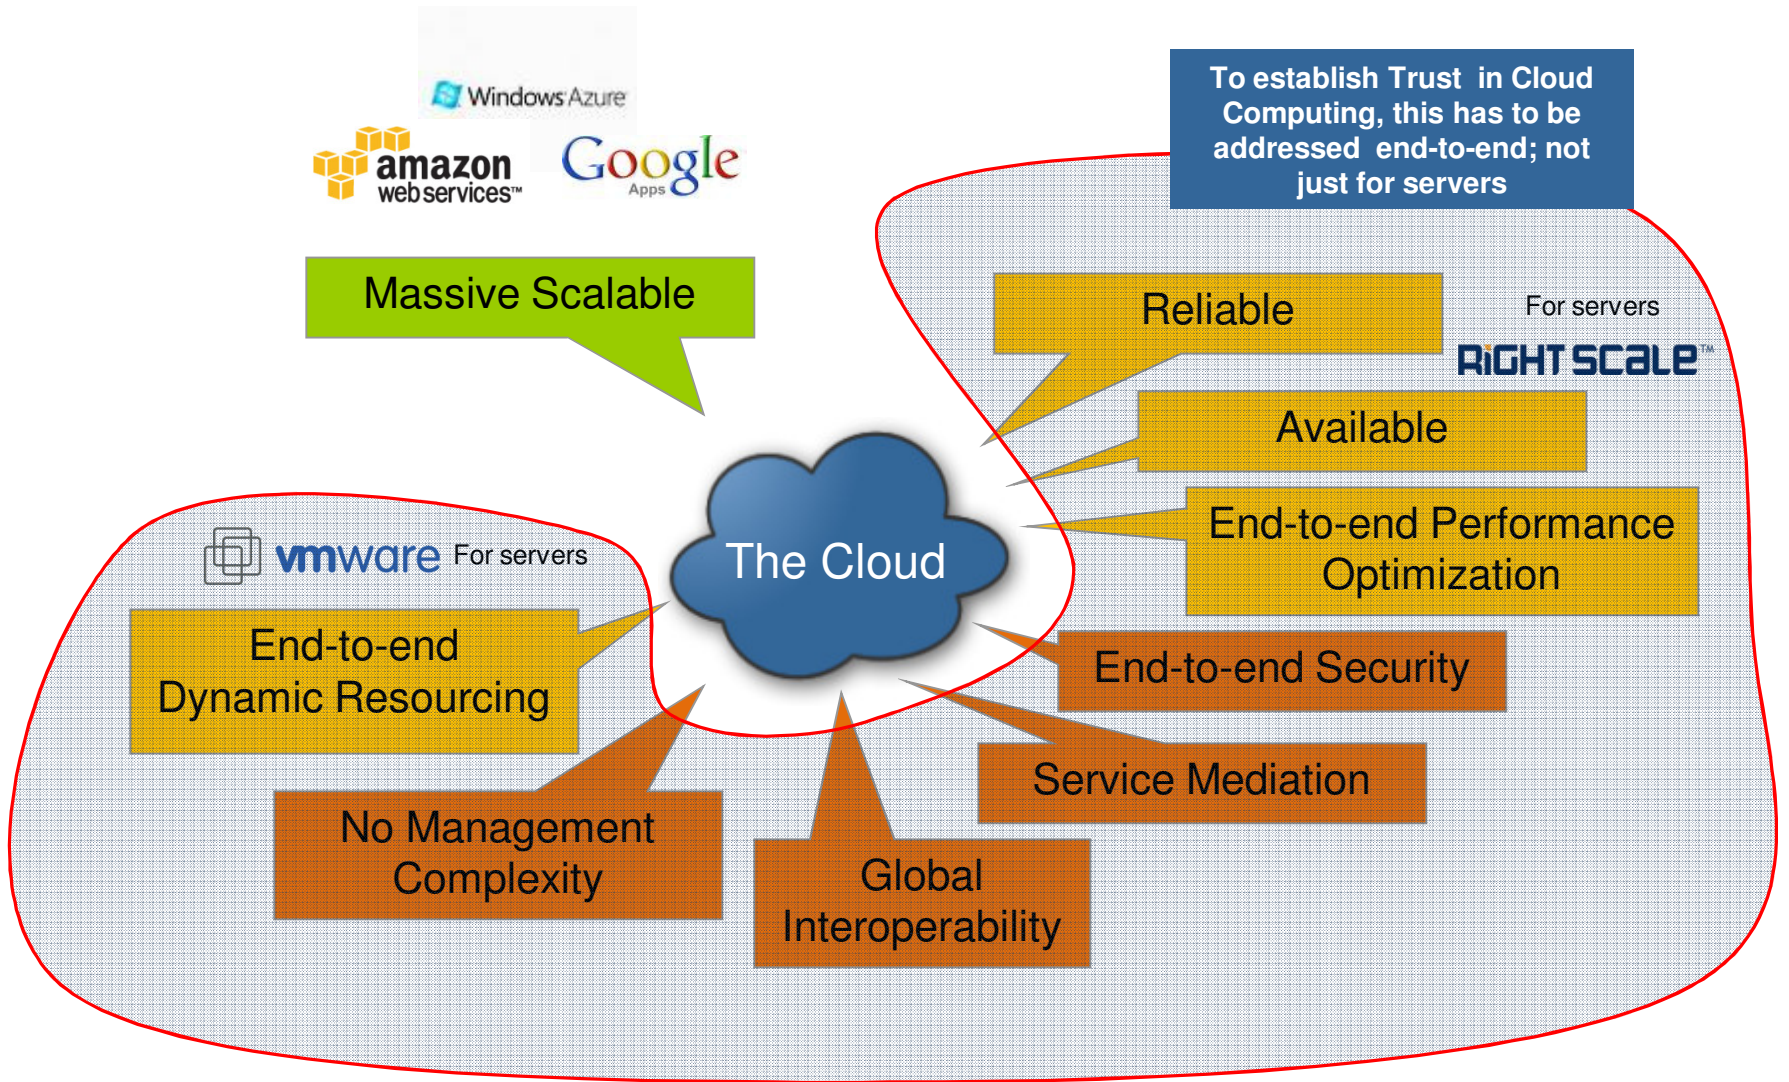 Windows Azure
amazon
webservices™
Google
Apps
To establish Trust in Cloud
Computing, this has to be
addressed end-to-end; not
just for servers
Massive Scalable
Reliable
For servers
RiGHTSCaLe™
Available
End-to-end Performance
Optimization
The Cloud
vmware For servers
End-to-end
Dynamic Resourcing
End-to-end Security
Service Mediation
No Management
Complexity
Global
Interoperability